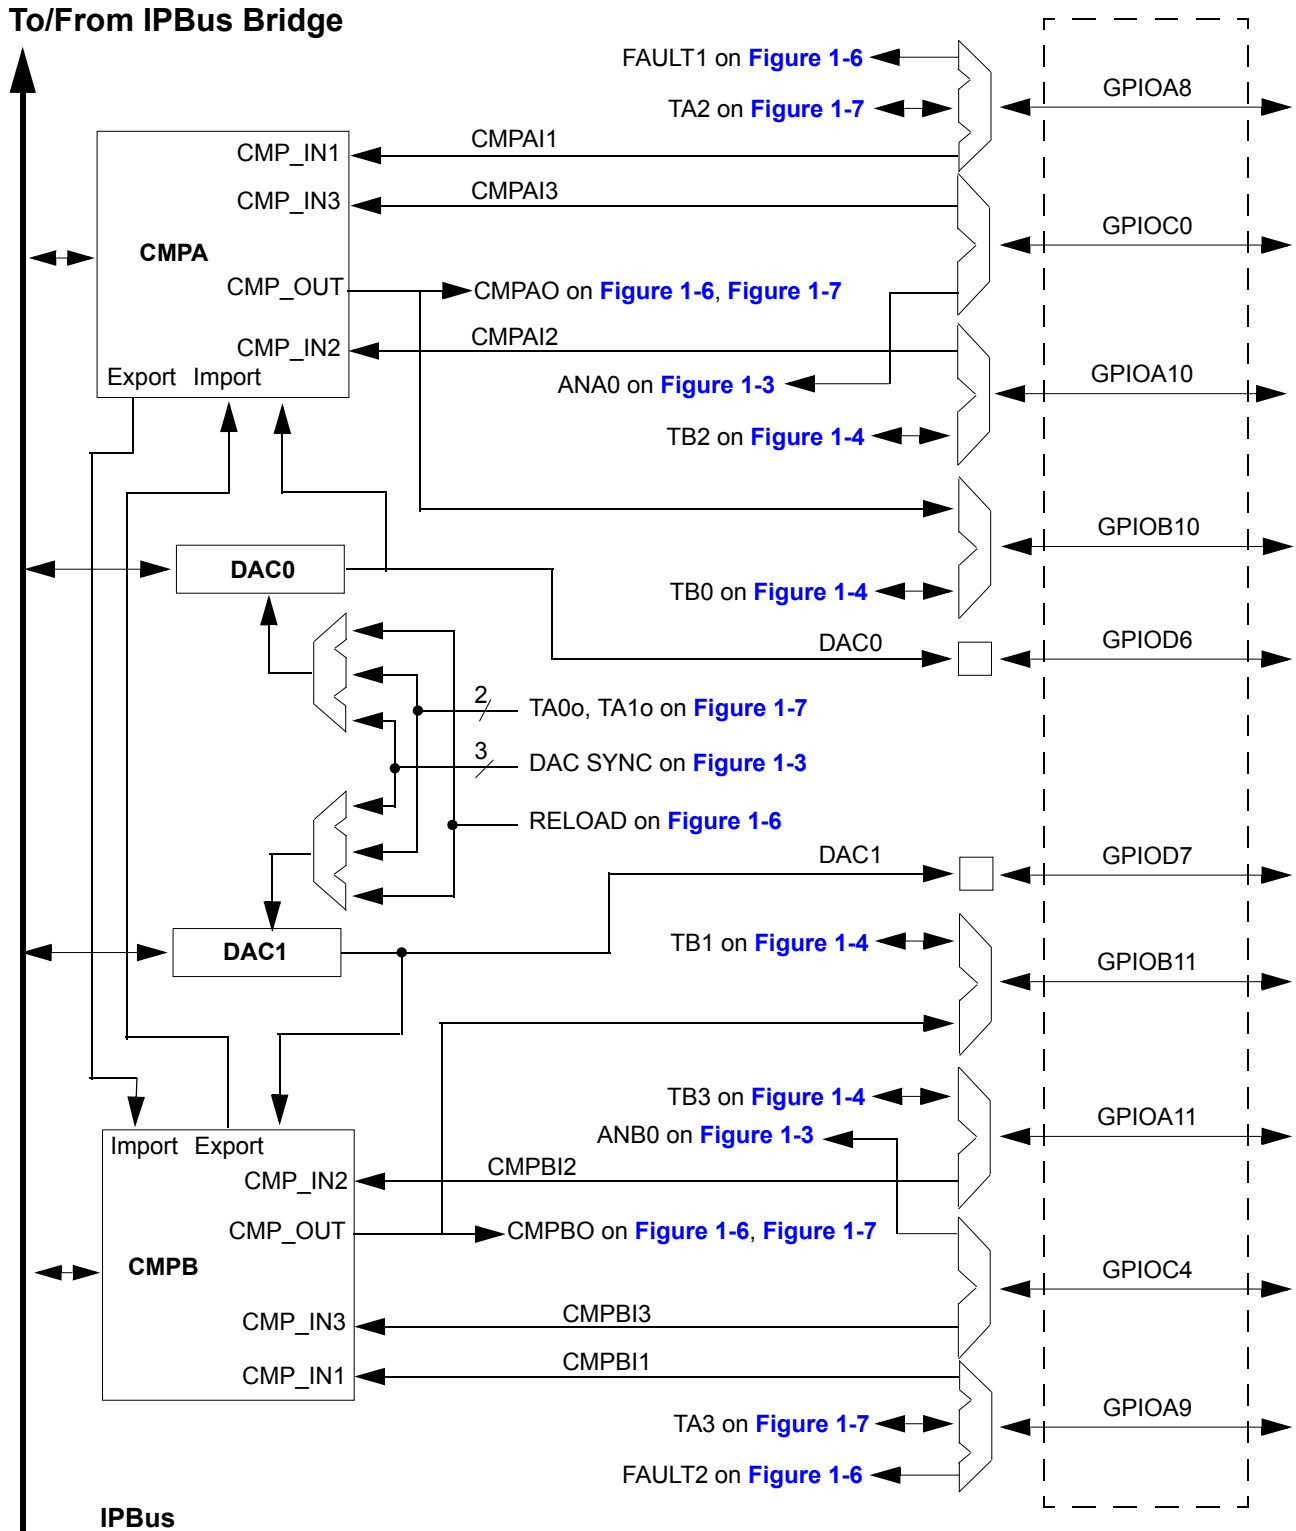 To/From IPBus Bridge
FAULT1 on Figure 1-6
GPIOA8
TA2 on Figure 1-7
CMPAI1
CMP_IN1
CMPAI3
CMP_IN3
GPIOC0
CMPA
CMP_OUT
CMPAO on Figure 1-6, Figure 1-7
CMPAI2
CMP_IN2
Export Import
ANA0 on Figure 1-3
GPIOA10
TB2 on Figure 1-4
GPIOB10
DAC0
TB0 on Figure 1-4
DAC0
GPIOD6
2
TA0o, TA1o on Figure 1-7
3
DAC SYNC on Figure 1-3
RELOAD on Figure 1-6
DAC1
GPIOD7
TB1 on Figure 1-4
DAC1
GPIOB11
TB3 on Figure 1-4
GPIOA11
ANB0 on Figure 1-3
Import Export
CMPBI2
CMP_IN2
CMP_OUT
CMPBO on Figure 1-6, Figure 1-7
CMPB
GPIOC4
CMPBI3
CMP_IN3
CMPBI1
CMP_IN1
GPIOA9
TA3 on Figure 1-7
FAULT2 on Figure 1-6
IPBus